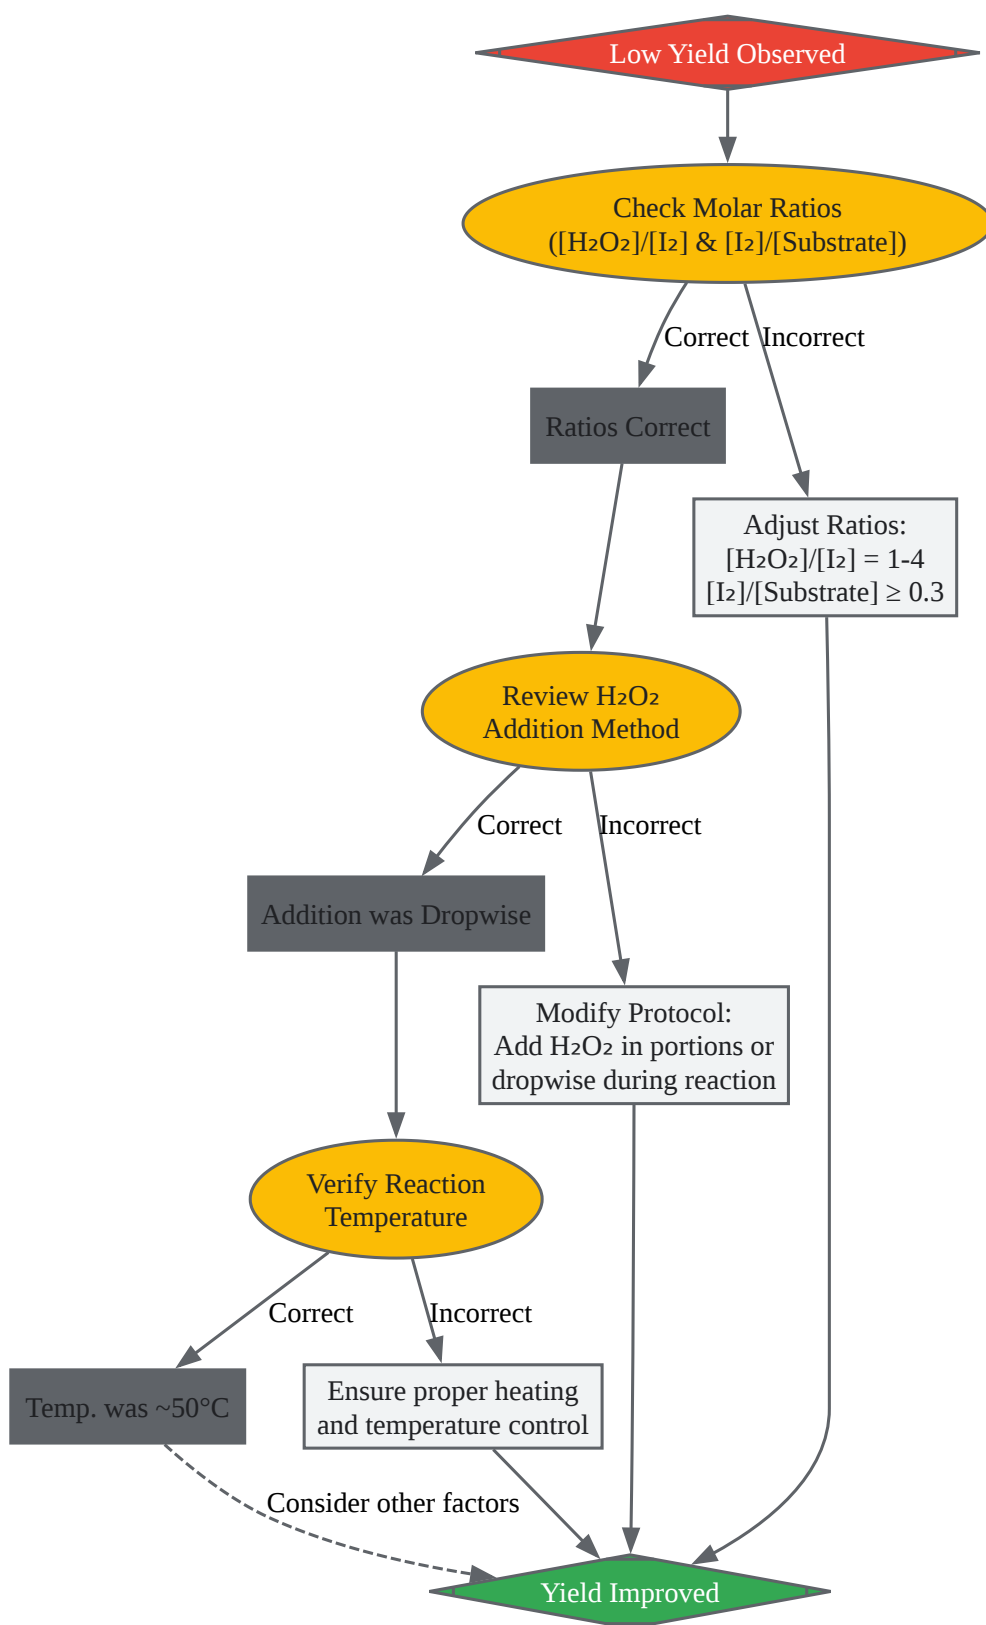 Low Yield Observed
Check Molar Ratios
([H₂O₂]/[I₂] & [I₂]/[Substrate])
Correct
Incorrect
Ratios Correct
Adjust Ratios:
[H₂O₂]/[I₂] = 1-4
[I₂]/[Substrate] ≥ 0.3
Review H₂O₂
Addition Method
Correct
Incorrect
Addition was Dropwise
Modify Protocol:
Add H₂O₂ in portions or
dropwise during reaction
Verify Reaction
Temperature
Correct
Incorrect
Temp. was ~50°C
Ensure proper heating
and temperature control
Consider other factors
Yield Improved